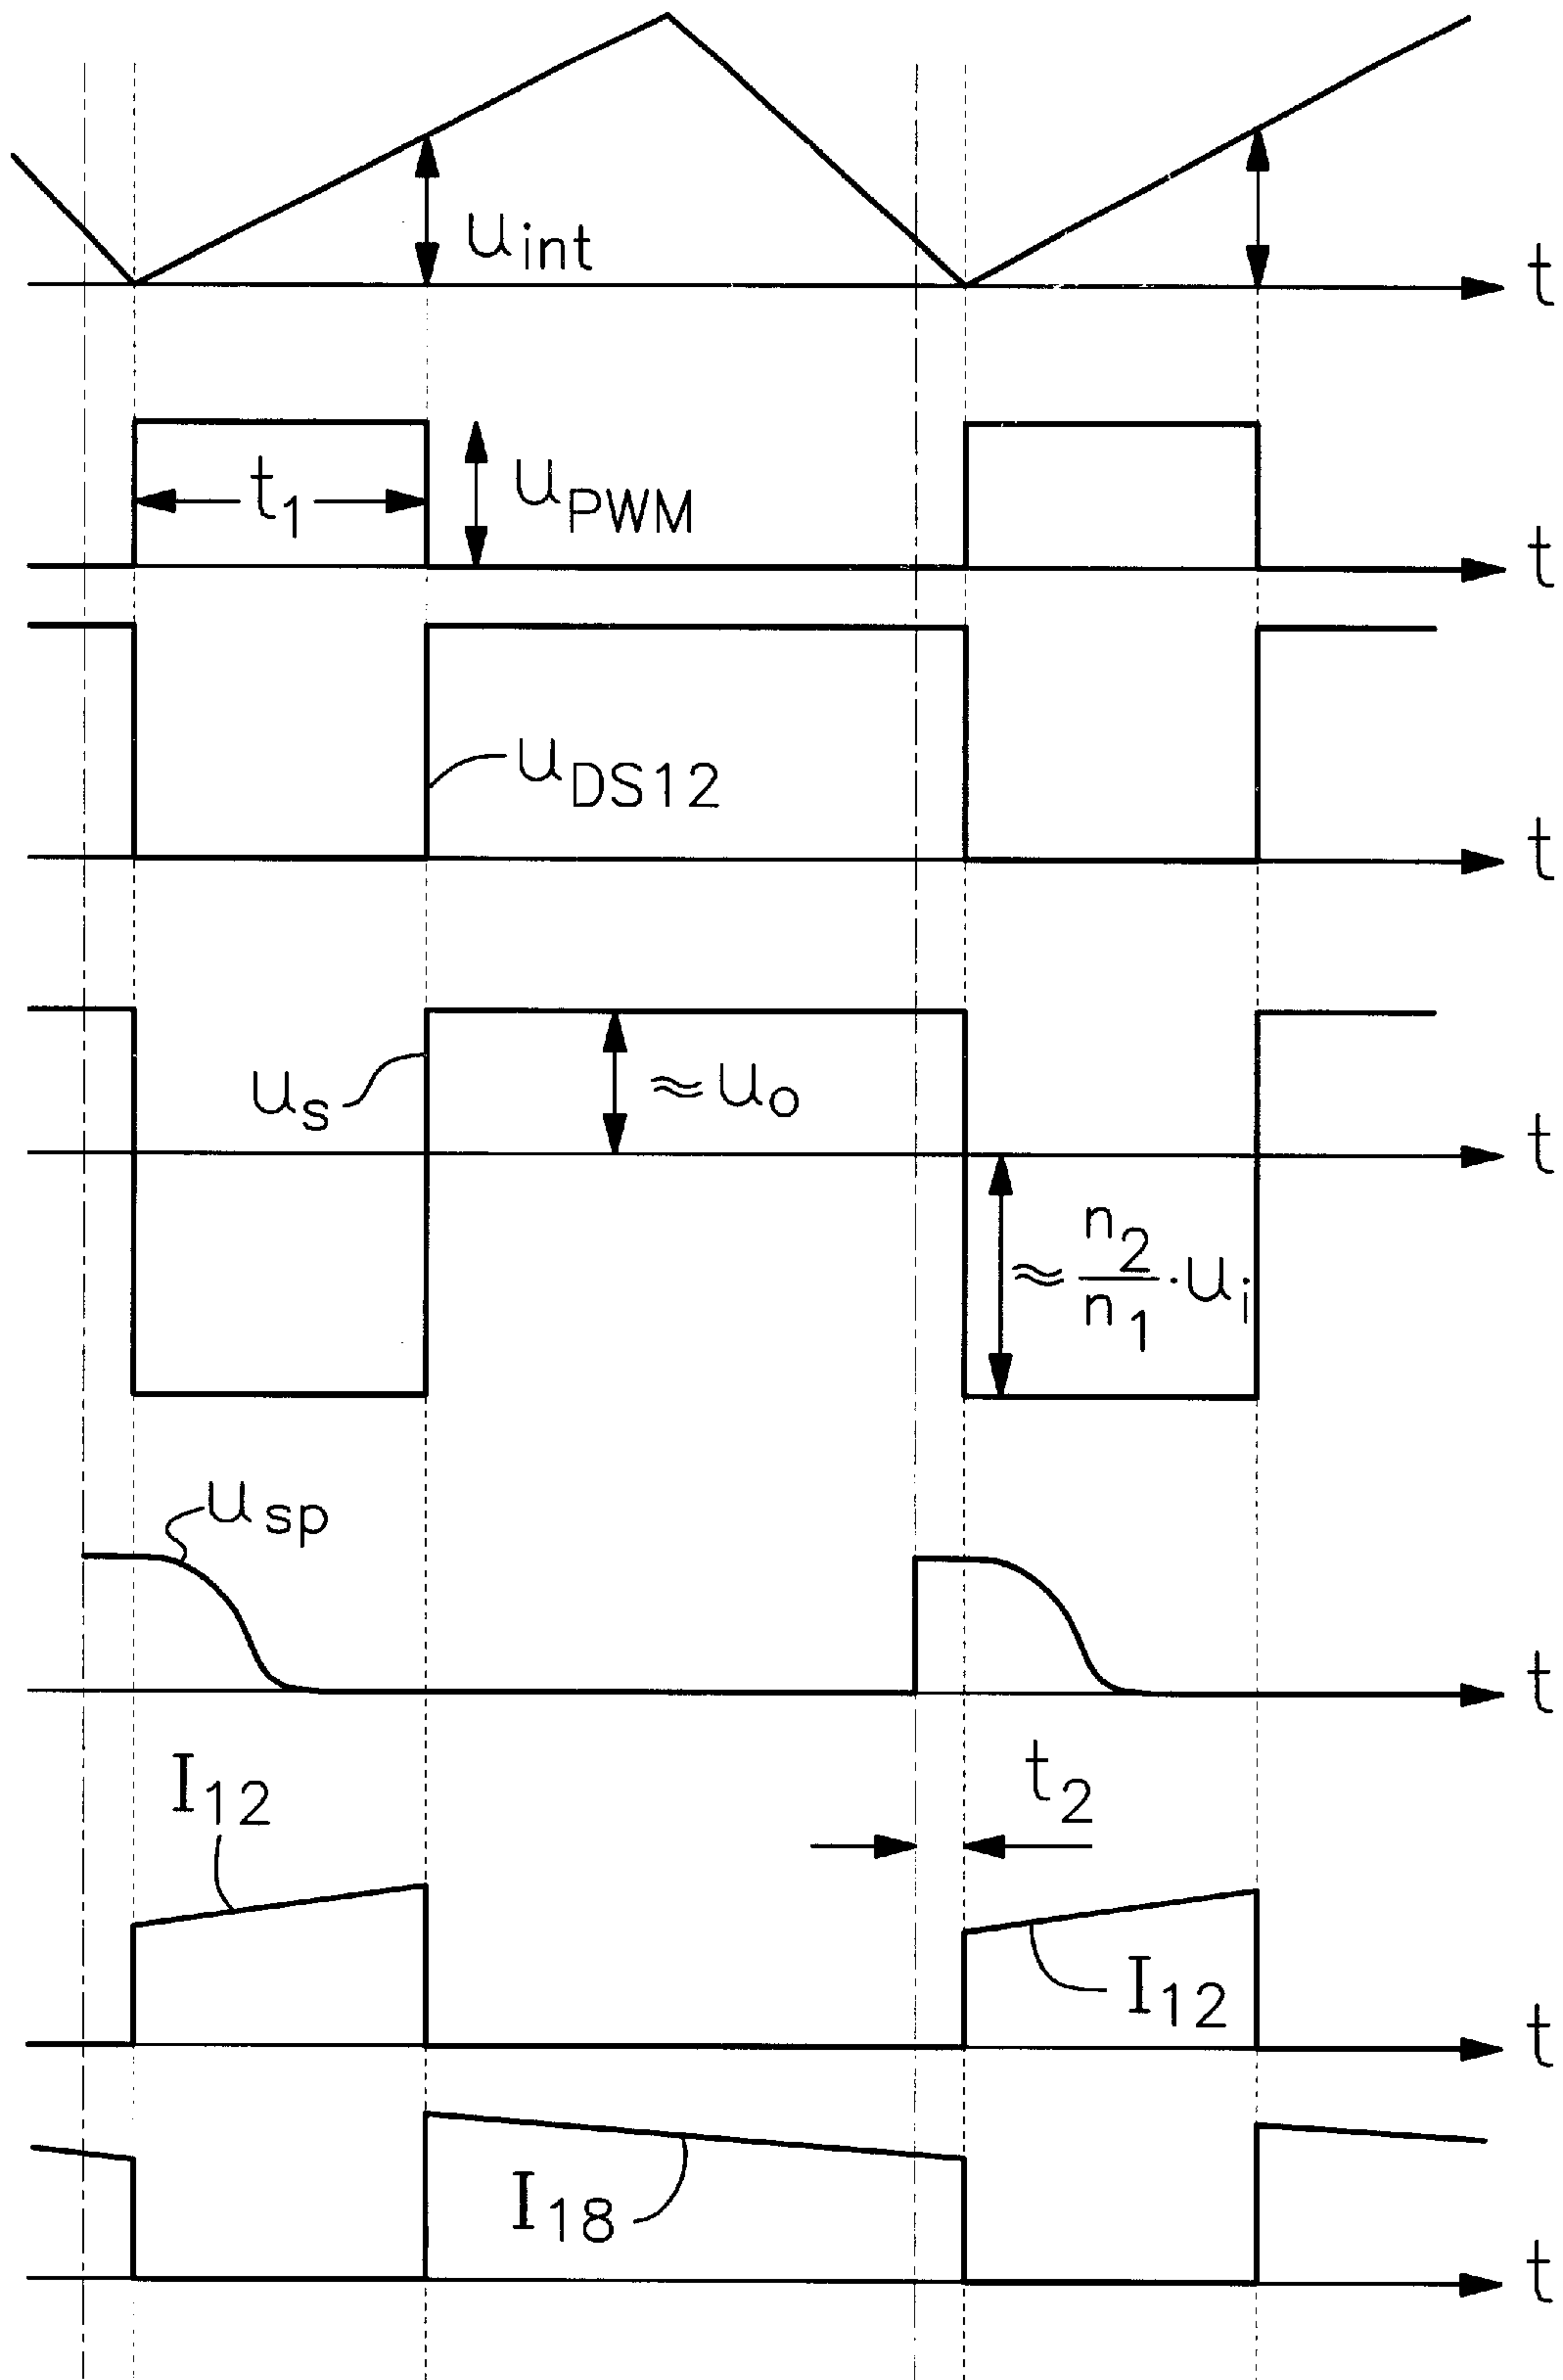 u_int
t
t_1
u_PWM
t
u_DS12
t
u_s
≈ u_o
t
≈ n_2/n_1 · u_i
u_sp
t
I_12
t_2
I_12
t
I_18
t